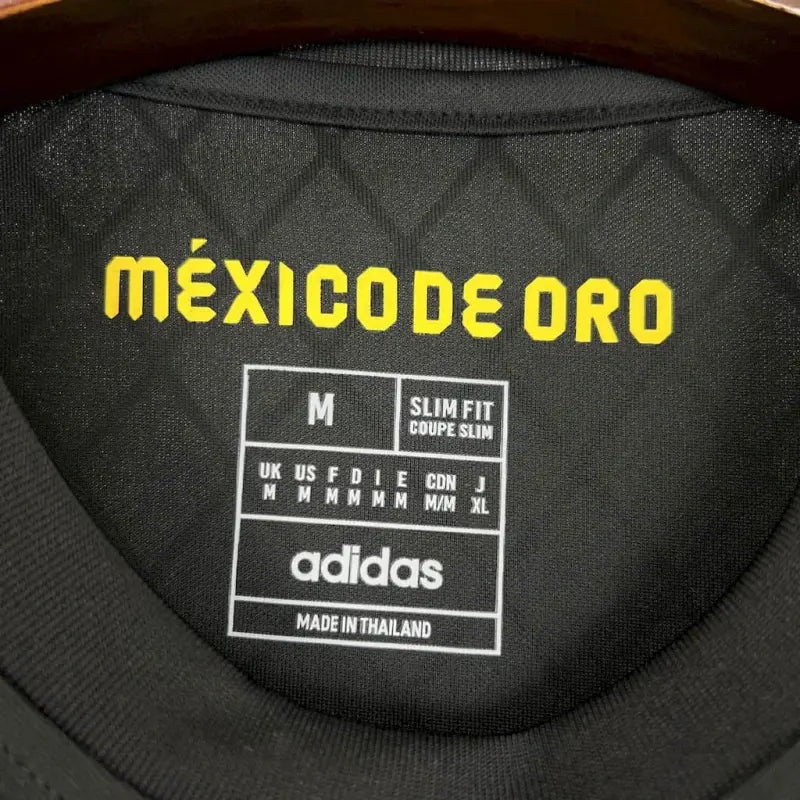 MÉXICO DE ORO
M
SLIM FIT
COUPE SLIM
UK US F D I E CDN J
M M M M M M M/M XL
adidas
MADE IN THAILAND